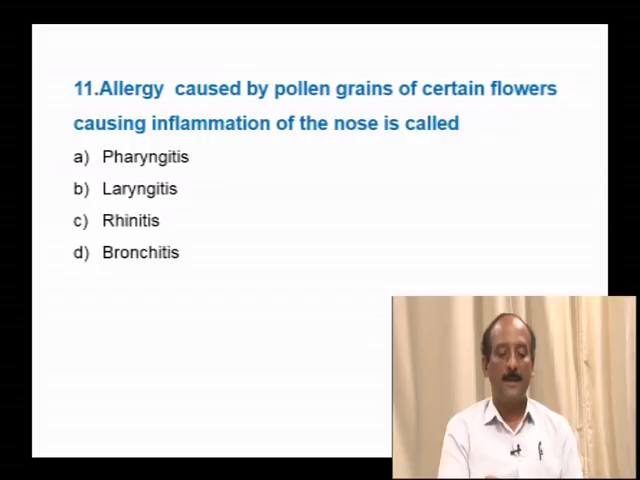 11.Allergy caused by pollen grains of certain flowers
causing inflammation of the nose is called
a) Pharyngitis
b) Laryngitis
c) Rhinitis
d) Bronchitis